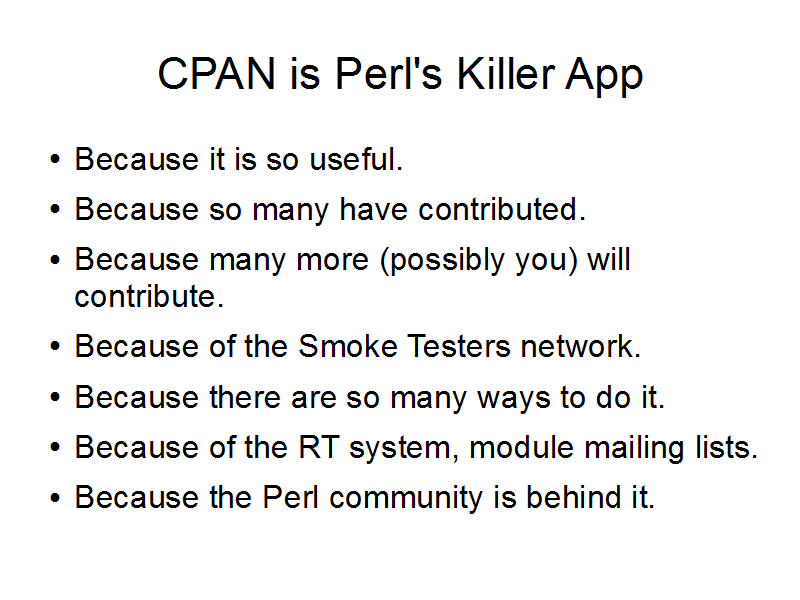 CPAN is Perl's Killer App
• Because it is so useful.
• Because so many have contributed.
• Because many more (possibly you) will
contribute.
• Because of the Smoke Testers network.
• Because there are so many ways to do it.
• Because of the RT system, module mailing lists.
• Because the Perl community is behind it.